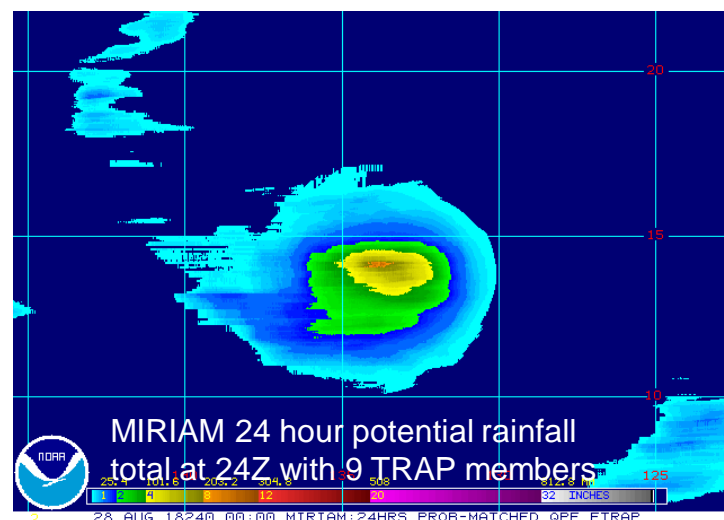 20
15
10
MIRIAM 24 hour potential rainfall
total at 24Z with 9 TRAP members
NOAA
25.4 101.6 203.2 304.8 508 812.8 125
1 2 4 8 12 20 32 INCHES
28 AUG 18240 00:00 MIRIAM:24HRS PROB-MATCHED QPF ETRAP